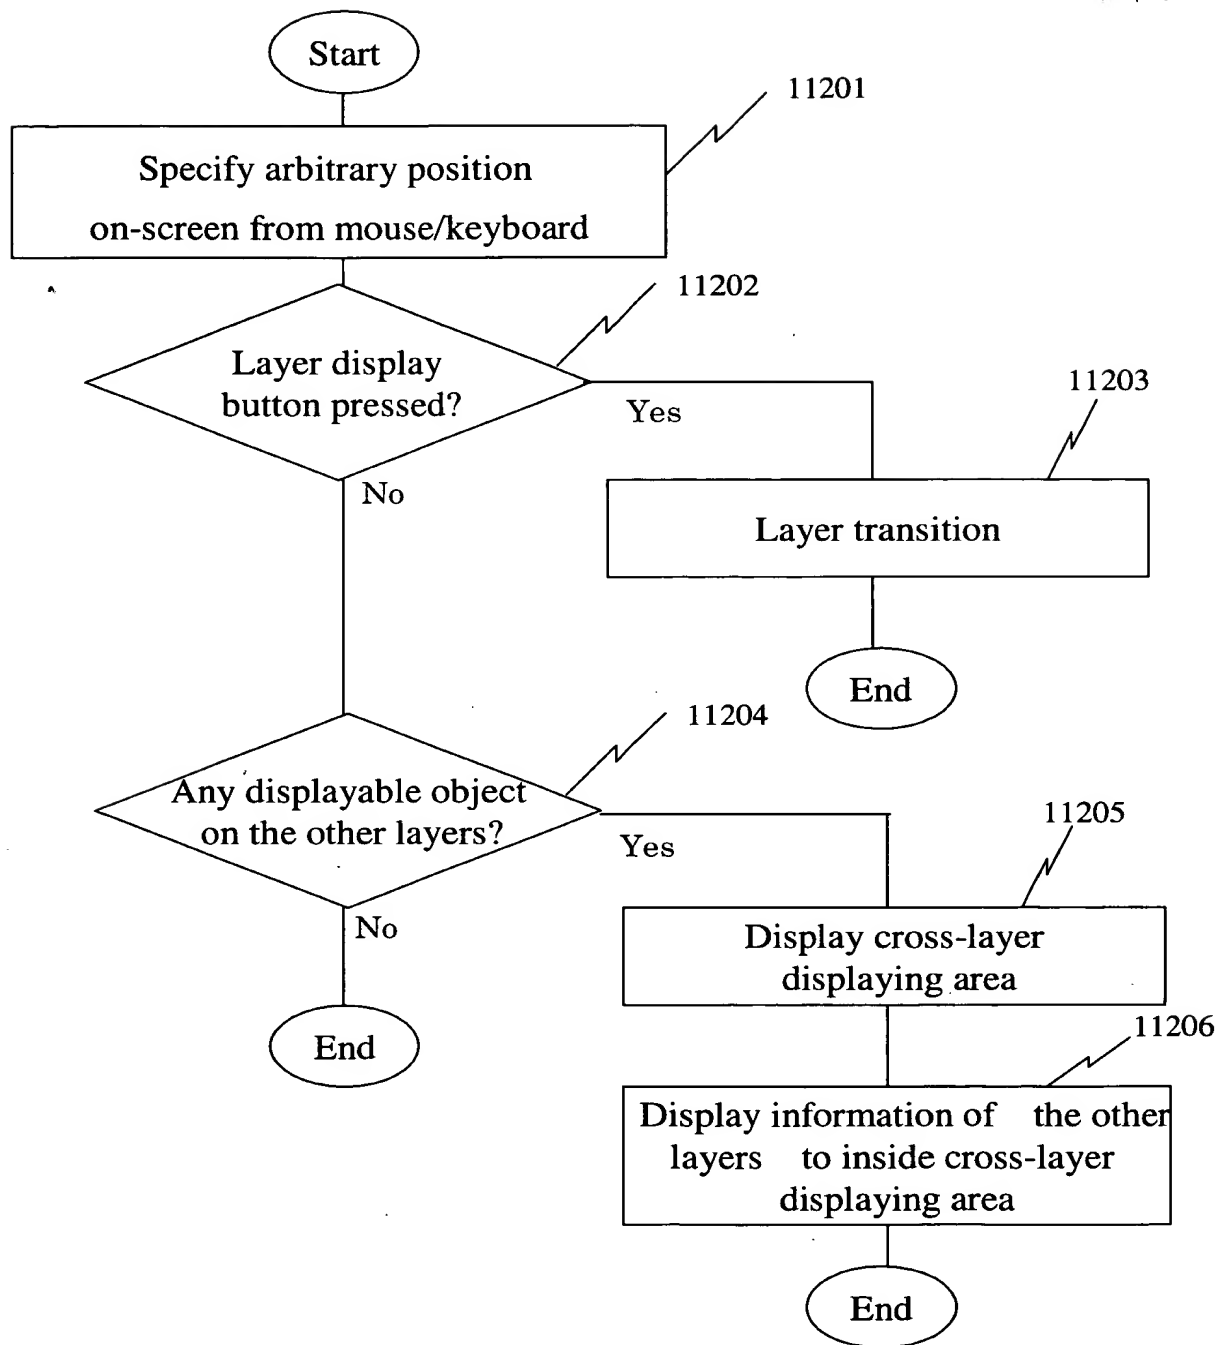 Start
11201
Specify arbitrary position
on-screen from mouse/keyboard
11202
Layer display
button pressed?
Yes
No
11203
Layer transition
End
11204
Any displayable object
on the other layers?
Yes
No
End
11205
Display cross-layer
displaying area
11206
Display information of the other
layers to inside cross-layer
displaying area
End